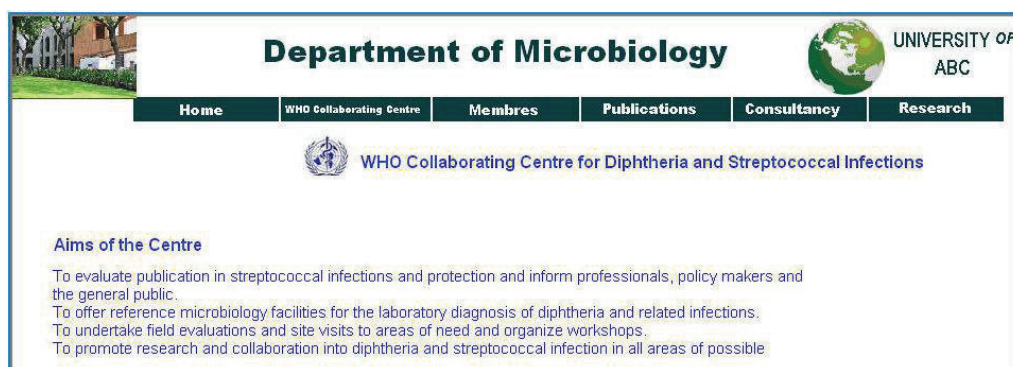 Department of Microbiology
UNIVERSITY OF
ABC
Home WHO Collaborating Centre Membres Publications Consultancy Research
WHO Collaborating Centre for Diphtheria and Streptococcal Infections
Aims of the Centre
To evaluate publication in streptococcal infections and protection and inform professionals, policy makers and
the general public.
To offer reference microbiology facilities for the laboratory diagnosis of diphtheria and related infections.
To undertake field evaluations and site visits to areas of need and organize workshops.
To promote research and collaboration into diphtheria and streptococcal infection in all areas of possible